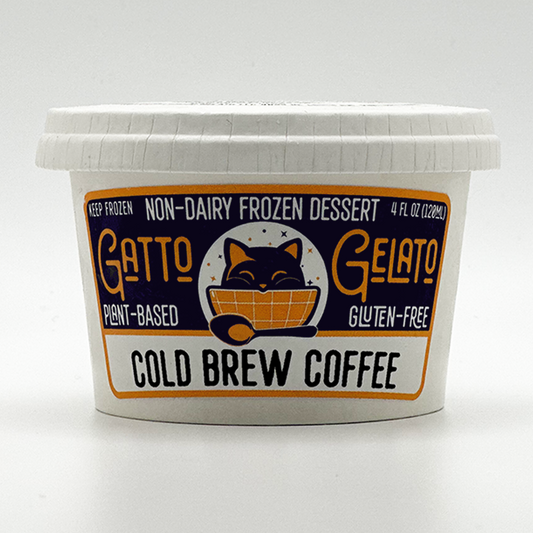 KEEP FROZEN
NON-DAIRY FROZEN DESSERT
4 FL OZ (120ML)
GATTO GELATO
PLANT-BASED
GLUTEN-FREE
COLD BREW COFFEE